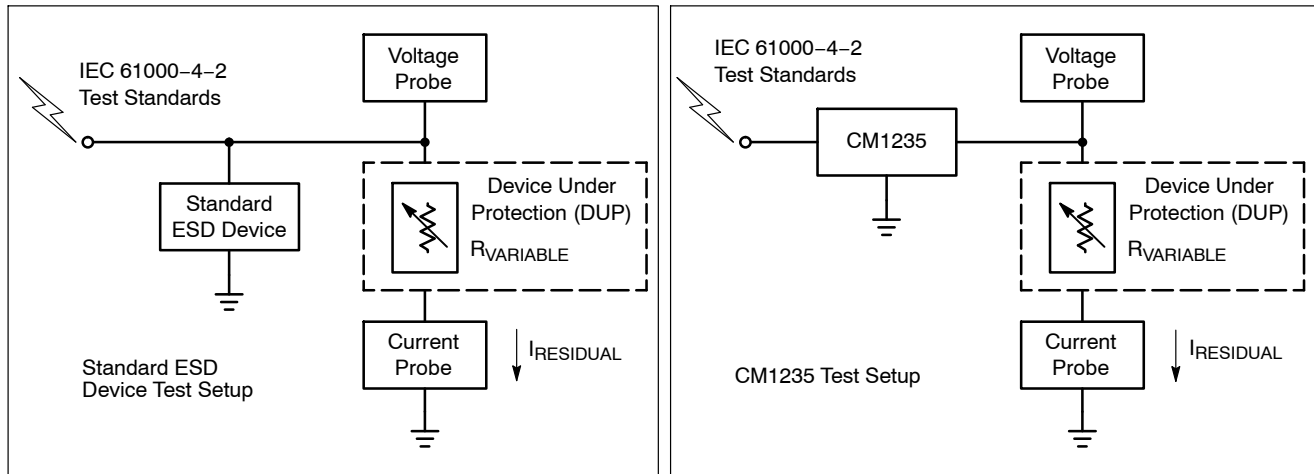 IEC 61000−4−2
Test Standards
Voltage
Probe
Standard
ESD Device
Device Under
Protection (DUP)
RVARIABLE
Current
Probe
IRESIDUAL
Standard ESD
Device Test Setup
IEC 61000−4−2
Test Standards
Voltage
Probe
CM1235
Device Under
Protection (DUP)
RVARIABLE
Current
Probe
IRESIDUAL
CM1235 Test Setup